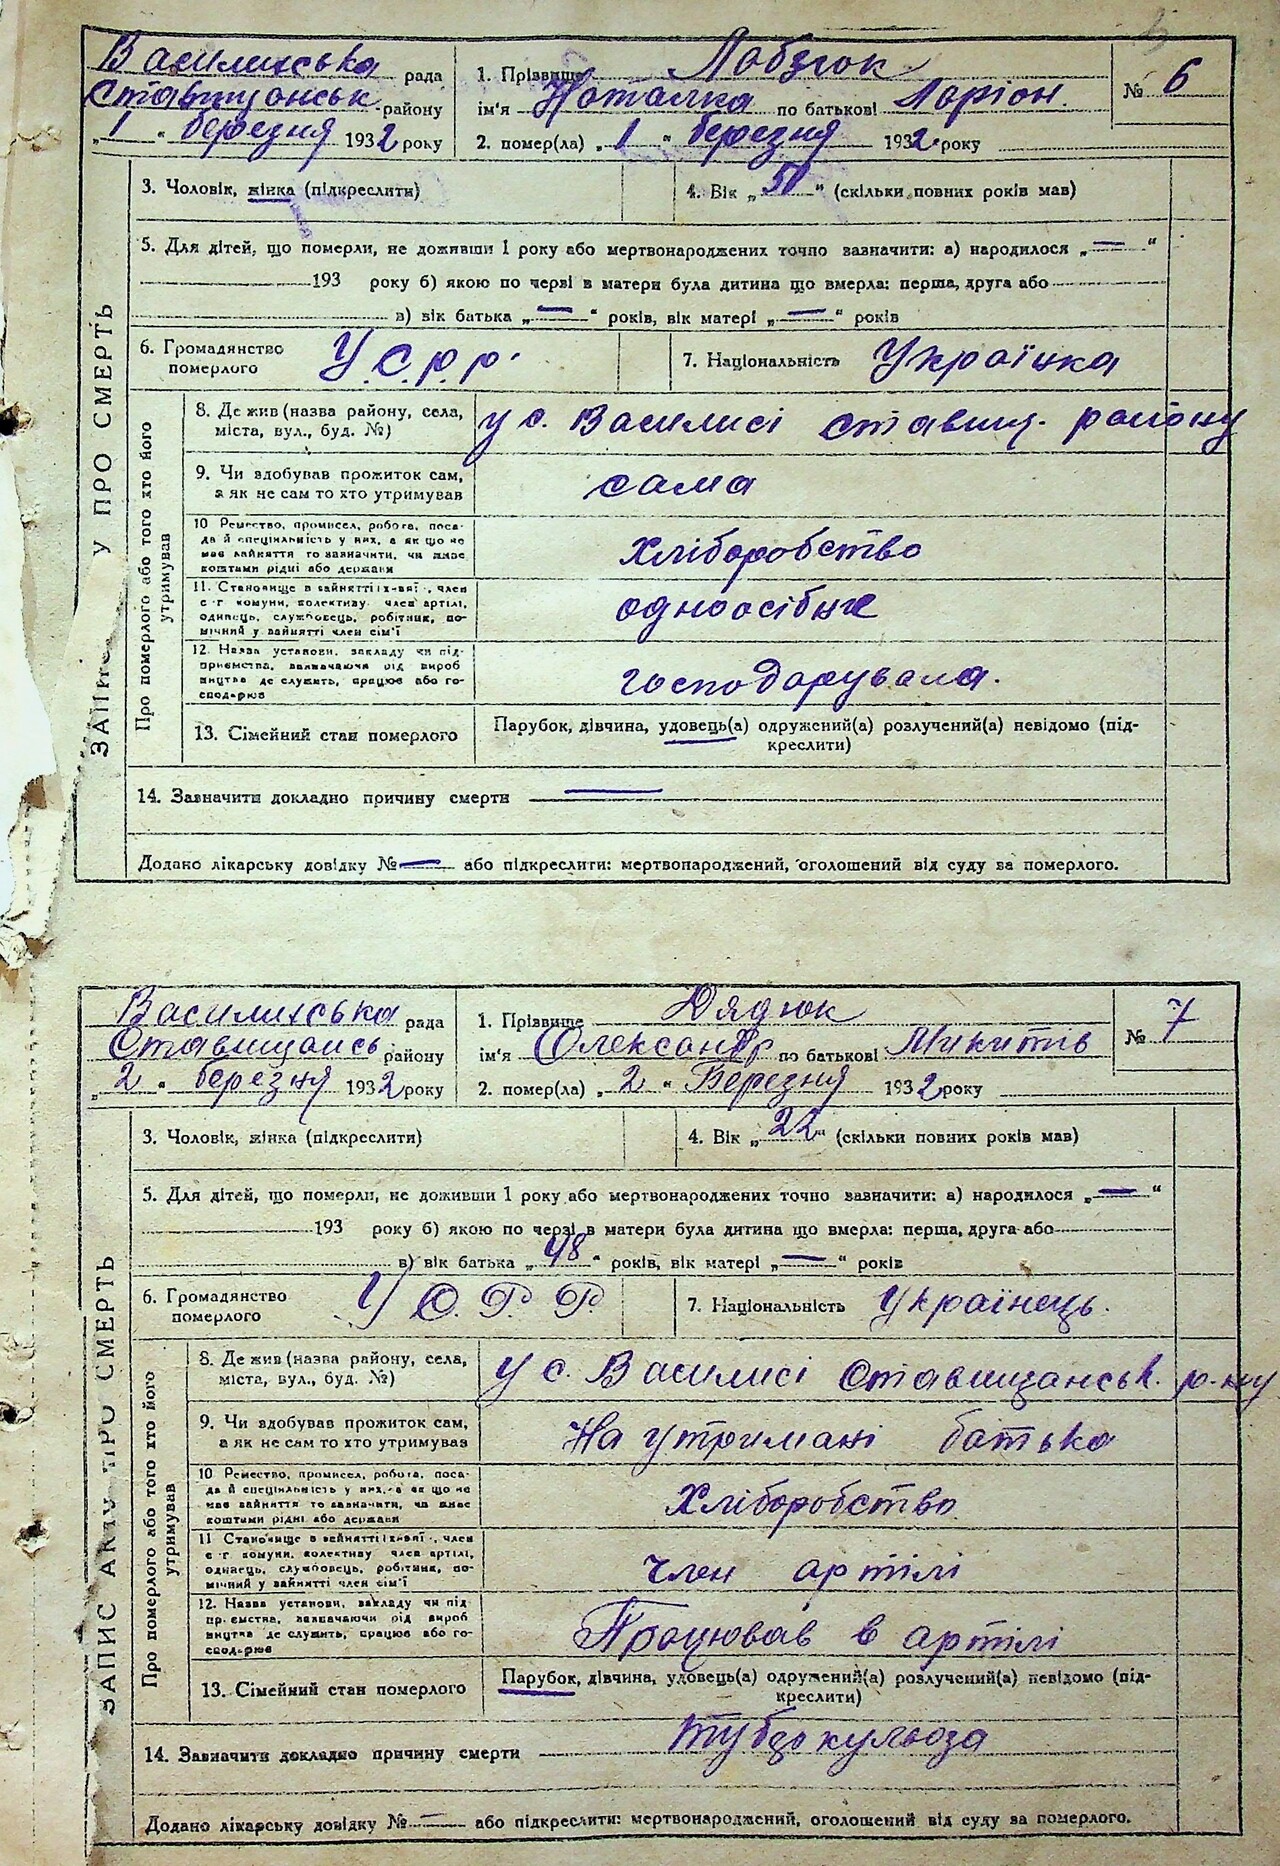 Василиська рада
Ставищанськ району
„1“ березня 1932 року
1. Прізвище Лобзюк
ім'я Наталка по батькові Ларіон.
2. помер(ла) „1“ березня 1932 року
№ 6
ЗАПИС У ПРО СМЕРТЬ
3. Чоловік, жінка (підкреслити)
4. Вік „50“ (скільки повних років мав)
5. Для дітей, що померли, не доживши 1 року або мертвонароджених точно зазначити: а) народилося „—“
193 року б) якою по черві в матери була дитина що вмерла: перша, друга або
в) вік батька „—“ років, вік матері „—“ років
6. Громадянство померлого У.С.Р.Р.
7. Національність Українка
Про померлого або того хто його утримував
8. Де жив (назва району, села, міста, вул., буд. №) у с. Василисі Ставищ. району
9. Чи здобував прожиток сам, а як не сам то хто утримував сама
10 Ремество, промисел, робота, посада й спеціяльність у них, а як що не має зайняття то зазначити, чи живе коштами рідні або держави хліборобство
11. Становище в зайнятті: член с-г комуни, колективу член артілі, одинець, службовець, робітник, помічний у зайнятті член сім'ї одноосібне
12. Назва установи, закладу чи підприємства, зазначаючи рід виробництва де служить, працює або господарює господарувала.
13. Сімейний стан померлого Парубок, дівчина, удовець(а) одружений(а) розлучений(а) невідомо (підкреслити)
14. Зазначити докладно причину смерти —
Додано лікарську довідку №— або підкреслити: мертвонароджений, оголошений від суду за померлого.
Василиська рада
Ставищансь району
„2“ березня 1932 року
1. Прізвище Дядюк
ім'я Олександр по батькові Микитів
2. помер(ла) „2“ Березня 1932 року
№ 7
ЗАПИС АКТУ ПРО СМЕРТЬ
3. Чоловік, жінка (підкреслити)
4. Вік „22“ (скільки повних років мав)
5. Для дітей, що померли, не доживши 1 року або мертвонароджених точно зазначити: а) народилося „—“
193 року б) якою по черзі в матери була дитина що вмерла: перша, друга або
в) вік батька „48“ років, вік матері „—“ років
6. Громадянство померлого У С.Р.Р
7. Національність Українець.
Про померлого або того хто його утримував
8. Де жив (назва району, села, міста, вул., буд. №) у с. Василисі Ставищанськ. р-ну
9. Чи вдобував прожиток сам, а як не сам то хто утримував На утримані батька
10 Ремество, промисел, робота, посада й спеціяльність у них, а як що не має зайняття то зазначити, чи живе коштами рідні або держави Хліборобство
11 Становище в зайнятті: член с-г комуни, колективу член артілі, одинець, службовець, робітник, помічний у зайнятті член сім'ї член артілі
12. Назва установи, закладу чи підприємства, зазначаючи рід виробництва де служить, працює або господарює Працював в артілі
13. Сімейний стан померлого Парубок, дівчина, удовець(а) одружений(а) розлучений(а) невідомо (підкреслити)
14. Зазначити докладно причину смерти
Додано лікарську довідку №— або підкреслити: мертвонароджений, оголошений від суду за померлого.